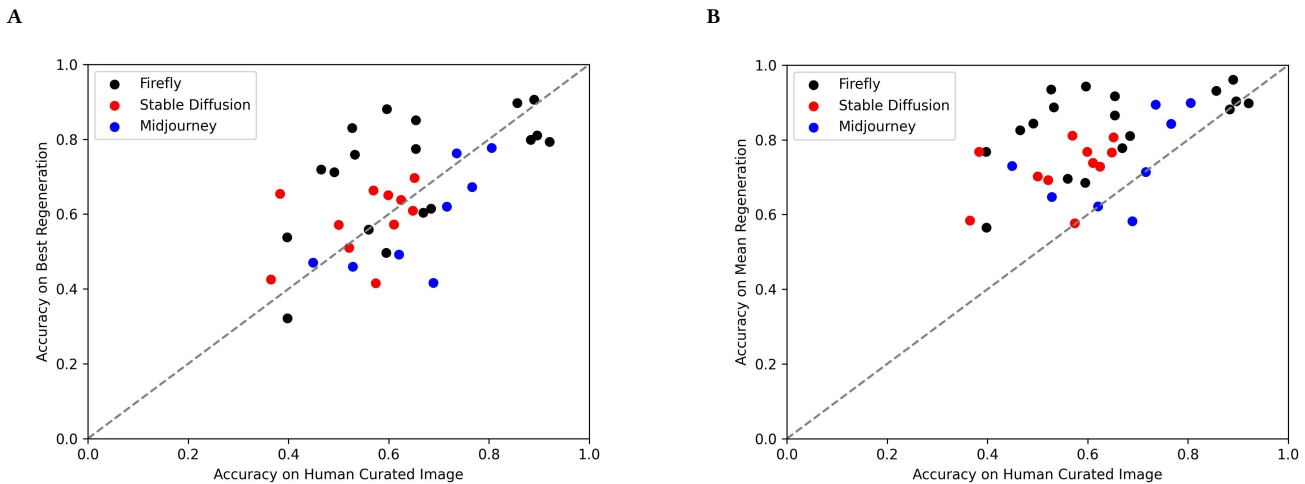 A
B
Firefly
Stable Diffusion
Midjourney
1.0
0.8
0.6
0.4
0.2
0.0
0.0 0.2 0.4 0.6 0.8 1.0
Accuracy on Best Regeneration
Accuracy on Human Curated Image
Firefly
Stable Diffusion
Midjourney
1.0
0.8
0.6
0.4
0.2
0.0
0.0 0.2 0.4 0.6 0.8 1.0
Accuracy on Mean Regeneration
Accuracy on Human Curated Image